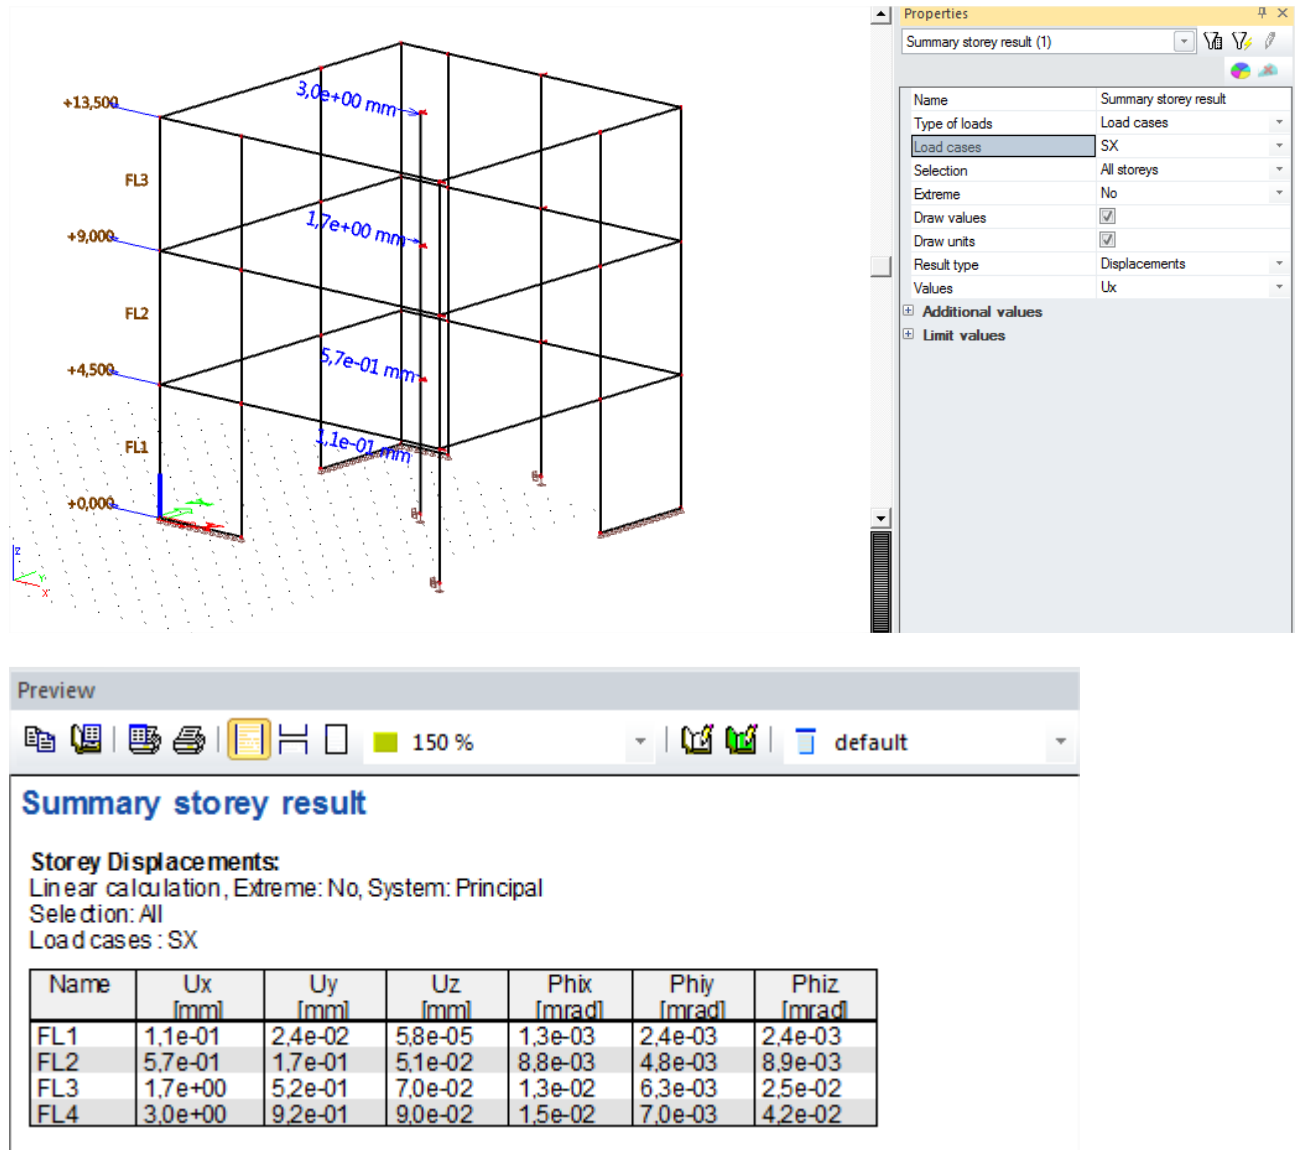 Properties
Summary storey result (1)
Name Summary storey result
Type of loads Load cases
Load cases SX
Selection All storeys
Extreme No
Draw values
Draw units
Result type Displacements
Values Ux
Additional values
Limit values
+13,500
3,0e+00 mm
FL3
+9,000
1,7e+00 mm
FL2
+4,500
5,7e-01 mm
FL1
1,1e-01 mm
+0,000
Z
Y
X
Preview
150 %
default
Summary storey result
Storey Displacements:
Linear calculation, Extreme: No, System: Principal
Selection: All
Load cases : SX
Name Ux Uy Uz Phix Phiy Phiz
[mm] [mm] [mm] [mrad] [mrad] [mrad]
FL1 1,1e-01 2,4e-02 5,8e-05 1,3e-03 2,4e-03 2,4e-03
FL2 5,7e-01 1,7e-01 5,1e-02 8,8e-03 4,8e-03 8,9e-03
FL3 1,7e+00 5,2e-01 7,0e-02 1,3e-02 6,3e-03 2,5e-02
FL4 3,0e+00 9,2e-01 9,0e-02 1,5e-02 7,0e-03 4,2e-02